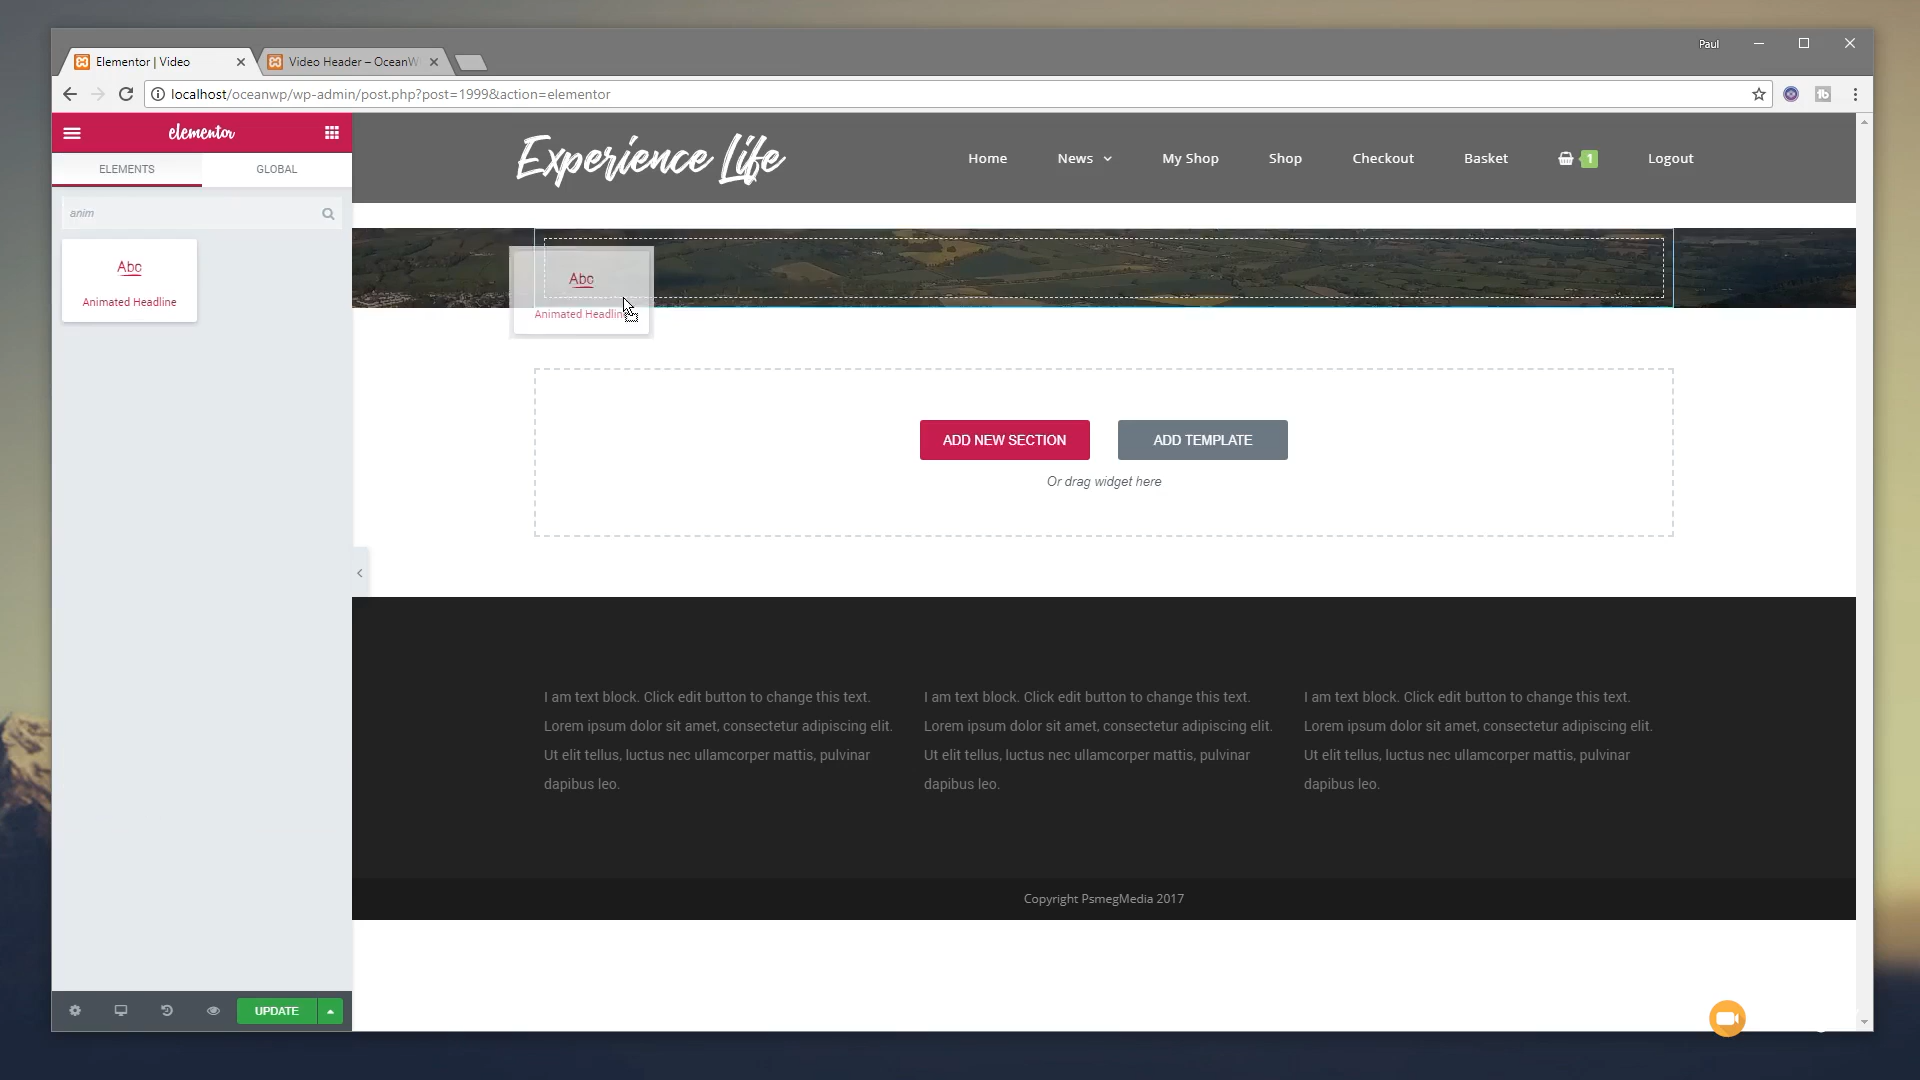 Paul
Elementor | Video
Video Header – OceanW
localhost/oceanwp/wp-admin/post.php?post=1999&action=elementor
elementor
ELEMENTS
GLOBAL
anim
Abc
Animated Headline
Experience Life
Home
News
My Shop
Shop
Checkout
Basket
1
Logout
Abc
Animated Headlin
ADD NEW SECTION
ADD TEMPLATE
Or drag widget here
I am text block. Click edit button to change this text.
Lorem ipsum dolor sit amet, consectetur adipiscing elit.
Ut elit tellus, luctus nec ullamcorper mattis, pulvinar
dapibus leo.
I am text block. Click edit button to change this text.
Lorem ipsum dolor sit amet, consectetur adipiscing elit.
Ut elit tellus, luctus nec ullamcorper mattis, pulvinar
dapibus leo.
I am text block. Click edit button to change this text.
Lorem ipsum dolor sit amet, consectetur adipiscing elit.
Ut elit tellus, luctus nec ullamcorper mattis, pulvinar
dapibus leo.
Copyright PsmegMedia 2017
UPDATE